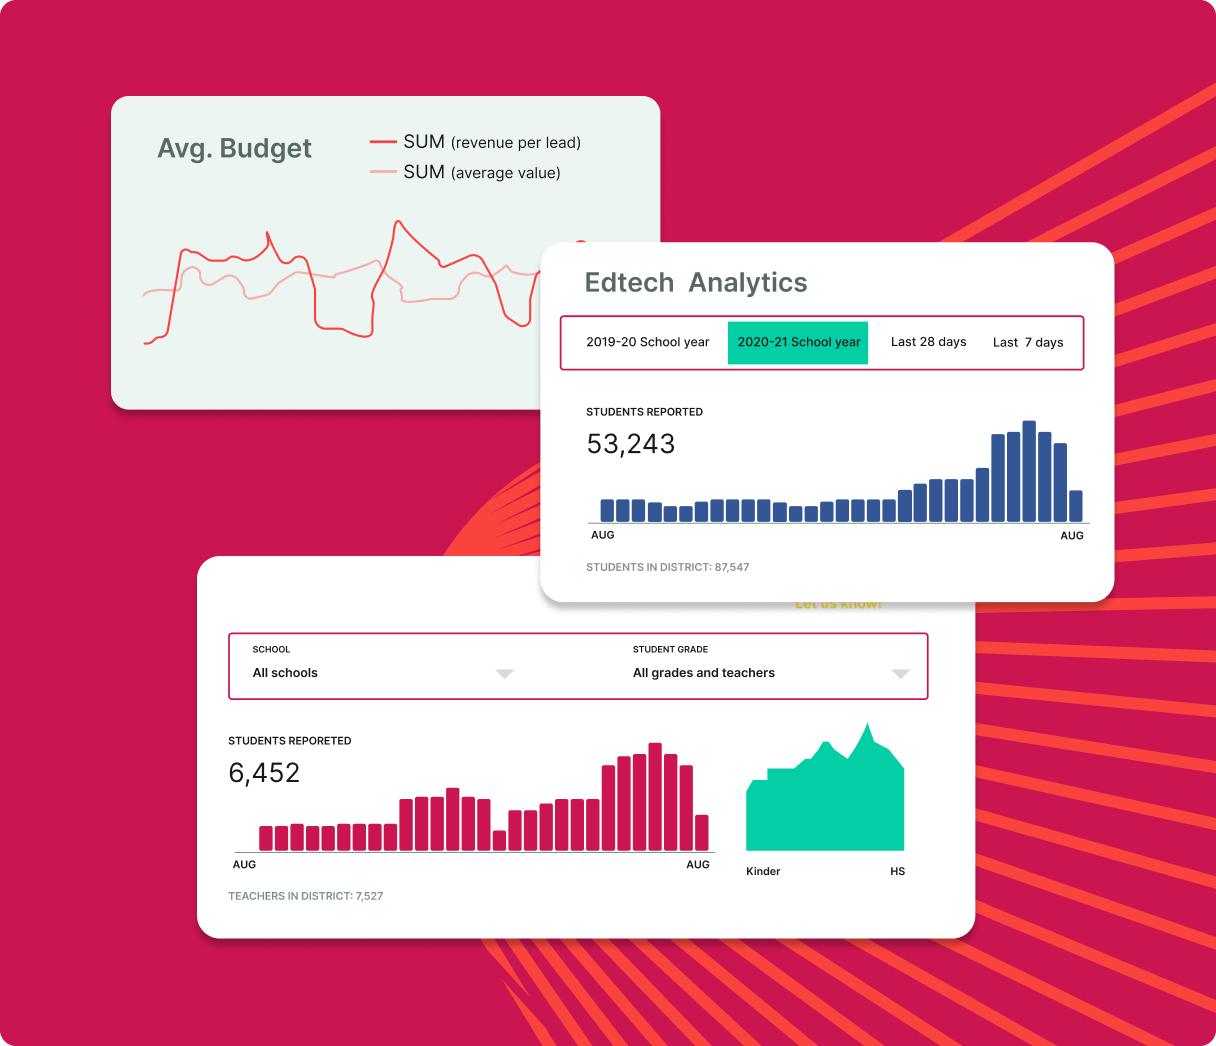 Avg. Budget
SUM (revenue per lead)
SUM (average value)
Edtech Analytics
2019-20 School year
2020-21 School year
Last 28 days
Last 7 days
STUDENTS REPORTED
53,243
AUG
AUG
STUDENTS IN DISTRICT: 87,547
Let us know!
SCHOOL
STUDENT GRADE
All schools
All grades and teachers
STUDENTS REPORETED
6,452
AUG
AUG
Kinder
HS
TEACHERS IN DISTRICT: 7,527